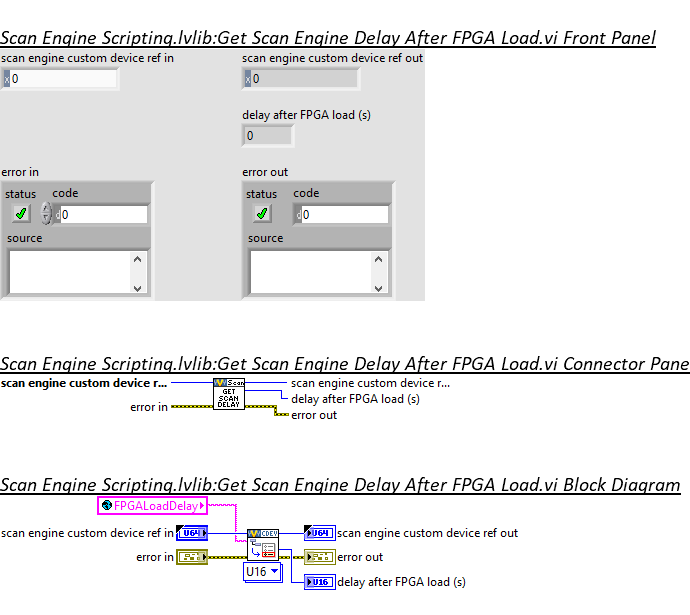 Scan Engine Scripting.lvlib:Get Scan Engine Delay After FPGA Load.vi Front Panel
scan engine custom device ref in
scan engine custom device ref out
x 0
x 0
delay after FPGA load (s)
0
error in
error out
status code
status code
d 0
d 0
source
source
Scan Engine Scripting.lvlib:Get Scan Engine Delay After FPGA Load.vi Connector Pane
scan engine custom device r...
Scan
GET
SCAN
DELAY
scan engine custom device r...
delay after FPGA load (s)
error in
error out
Scan Engine Scripting.lvlib:Get Scan Engine Delay After FPGA Load.vi Block Diagram
FPGALoadDelay
scan engine custom device ref in
U64
CDEV
U64
scan engine custom device ref out
error in
error out
U16
U16
delay after FPGA load (s)